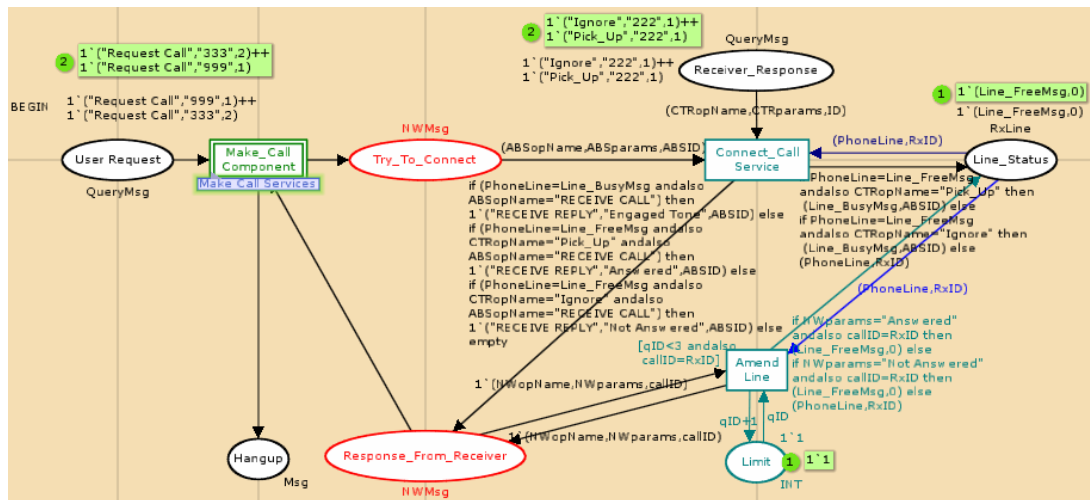 2
1`("Request Call","333",2)++
1`("Request Call","999",1)
BEGIN
1`("Request Call","999",1)++
1`("Request Call","333",2)
User Request
QueryMsg
Make_Call
Component
Make Call Services
NWMsg
Try_To_Connect
(ABSopName,ABSparams,ABSID)
2
1`("Ignore","222",1)++
1`("Pick_Up","222",1)
1`("Ignore","222",1)++
1`("Pick_Up","222",1)
QueryMsg
Receiver_Response
(CTRopName,CTRparams,ID)
Connect_Call
Service
1
1`(Line_FreeMsg,0)
1`(Line_FreeMsg,0)
RxLine
Line_Status
(PhoneLine,RxID)
if (PhoneLine=Line_BusyMsg andalso
ABSopName="RECEIVE CALL") then
1`("RECEIVE REPLY","Engaged Tone",ABSID) else
if (PhoneLine=Line_FreeMsg andalso
CTRopName="Pick_Up" andalso
ABSopName="RECEIVE CALL") then
1`("RECEIVE REPLY","Answered",ABSID) else
if (PhoneLine=Line_FreeMsg andalso
CTRopName="Ignore" andalso
ABSopName="RECEIVE CALL") then
1`("RECEIVE REPLY","Not Answered",ABSID) else
empty
PhoneLine=Line_FreeMsg
andalso CTRopName="Pick_Up" then
(Line_BusyMsg,ABSID) else
if PhoneLine=Line_FreeMsg
andalso CTRopName="Ignore" then
(Line_BusyMsg,ABSID) else
(PhoneLine,RxID)
(PhoneLine,RxID)
[qID<3 andalso
callID=RxID]
Amend
Line
if NWparams="Answered"
andalso callID=RxID then
(Line_FreeMsg,0) else
if NWparams="Not Answered"
andalso callID=RxID then
(Line_FreeMsg,0) else
(PhoneLine,RxID)
1`(NWopName,NWparams,callID)
1`(NWopName,NWparams,callID)
qID+1
qID
1`1
Limit
1
1`1
INT
Hangup
Msg
Response_From_Receiver
NWMsg